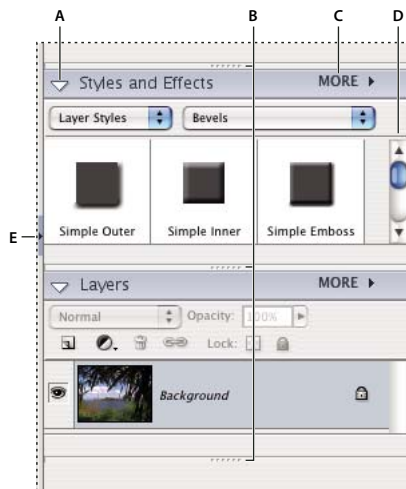 A B C D
Styles and Effects MORE
Layer Styles Bevels
Simple Outer Simple Inner Simple Emboss
E
Layers MORE
Normal Opacity: 100%
Lock:
Background